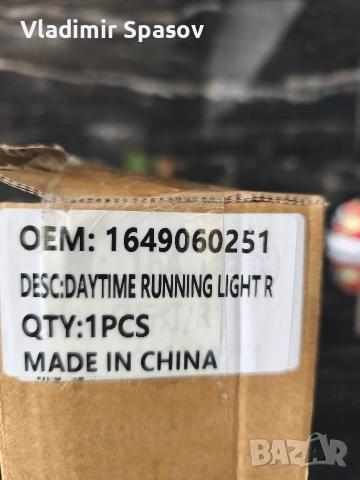 Vladimir Spasov
OEM: 1649060251
DESC:DAYTIME RUNNING LIGHT R
QTY:1PCS
MADE IN CHINA
BAZAR